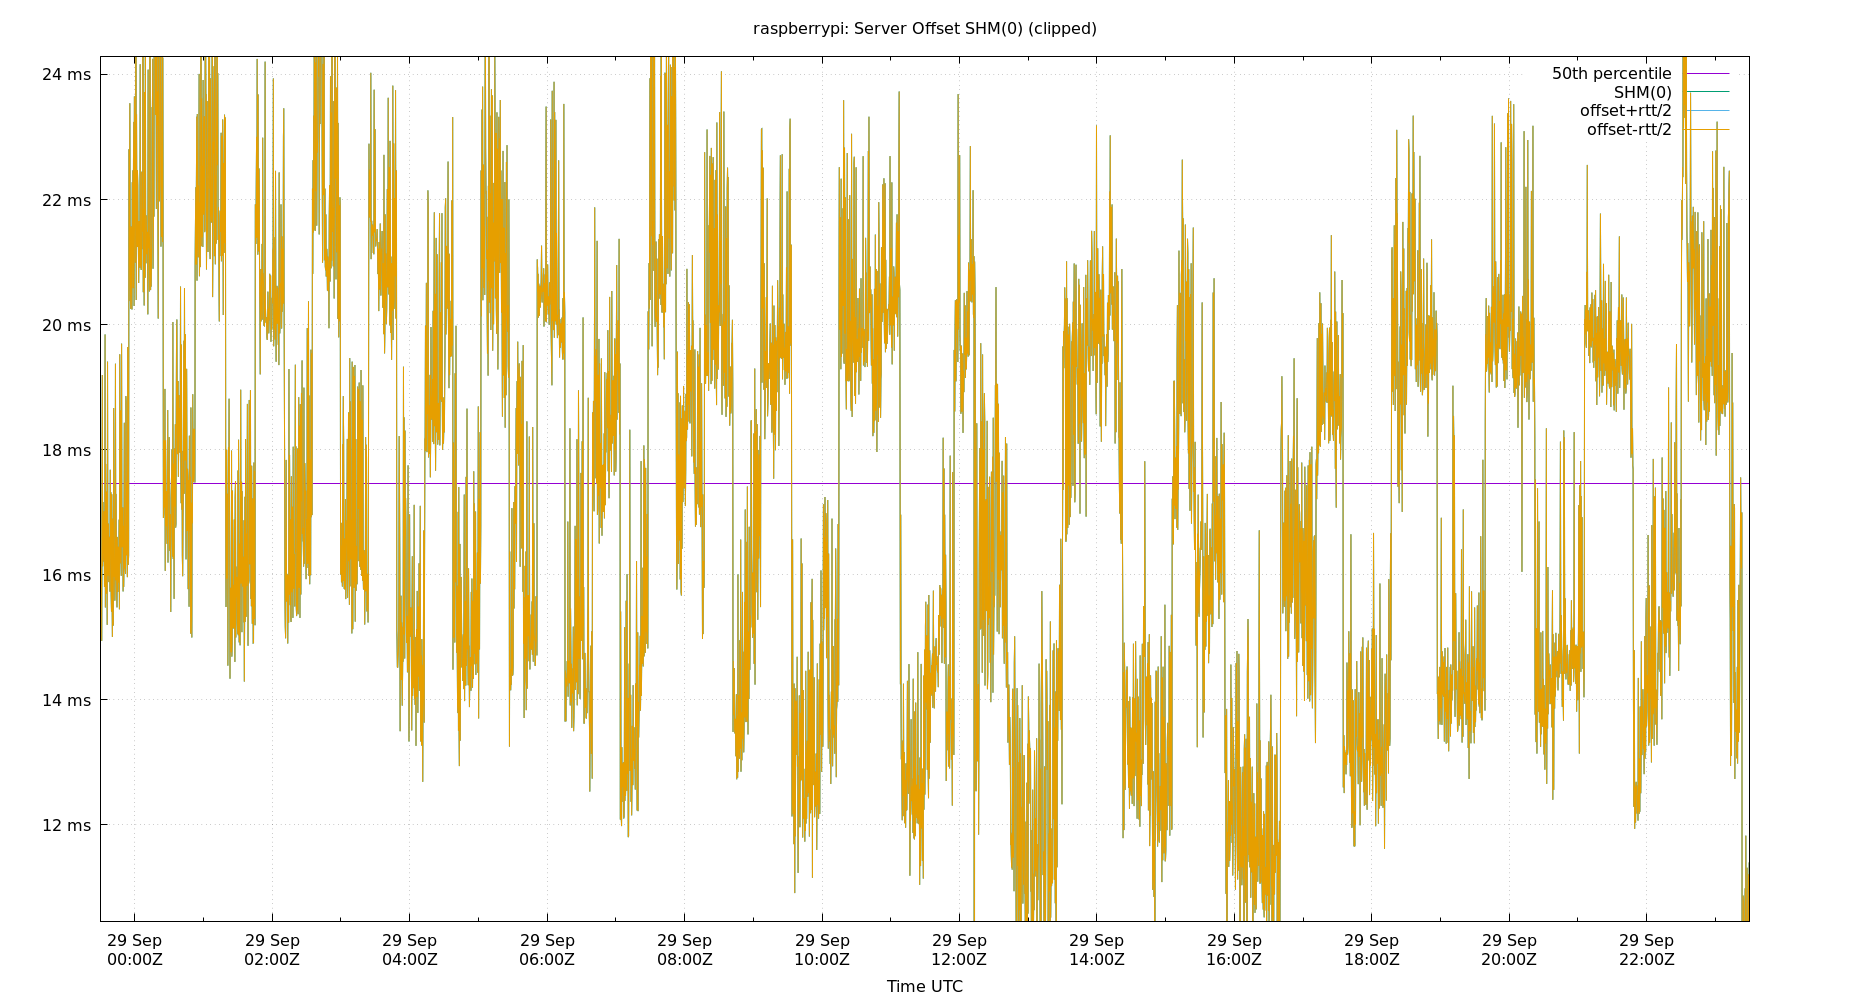 raspberrypi: Server Offset SHM(0) (clipped)
24 ms
22 ms
20 ms
18 ms
16 ms
14 ms
12 ms
50th percentile
SHM(0)
offset+rtt/2
offset-rtt/2
29 Sep 29 Sep 29 Sep 29 Sep 29 Sep 29 Sep 29 Sep 29 Sep 29 Sep 29 Sep 29 Sep 29 Sep
00:00Z 02:00Z 04:00Z 06:00Z 08:00Z 10:00Z 12:00Z 14:00Z 16:00Z 18:00Z 20:00Z 22:00Z
Time UTC